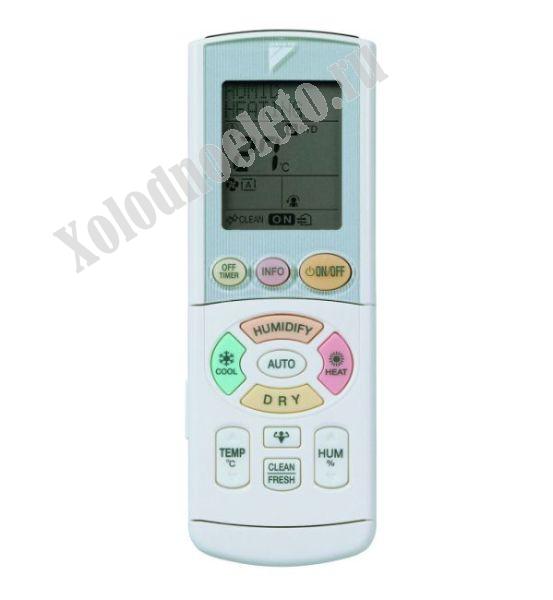 Xolodnoeleto.ru
HUMID
HEAT
°C
A
CLEAN ON
OFF
TIMER
INFO
ON/OFF
HUMIDIFY
COOL
AUTO
HEAT
DRY
TEMP
°C
CLEAN
FRESH
HUM
%